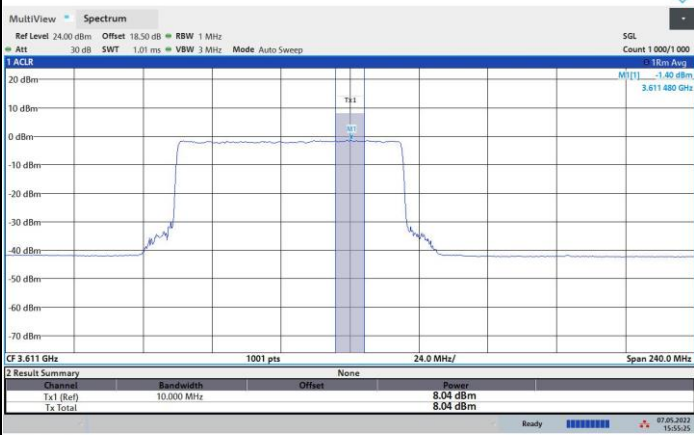 MultiView Spectrum
Ref Level 24.00 dBm Offset 18.50 dB RBW 1 MHz SGL
Att 30 dB SWT 1.01 ms VBW 3 MHz Mode Auto Sweep Count 1 000/1 000
1 ACLR 1Rm Avg
M1[1] -1.40 dBm
3.611 480 GHz
20 dBm
Tx1
10 dBm
M1
0 dBm
-10 dBm
-20 dBm
-30 dBm
-40 dBm
-50 dBm
-60 dBm
-70 dBm
CF 3.611 GHz 1001 pts 24.0 MHz/ Span 240.0 MHz
2 Result Summary None
Channel Bandwidth Offset Power
Tx1 (Ref) 10.000 MHz 8.04 dBm
Tx Total 8.04 dBm
Ready 07.05.2022
15:55:25